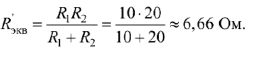 R'экв = R1R2 / R1 + R2 = 10·20 / 10+20 ≈ 6,66 Ом.